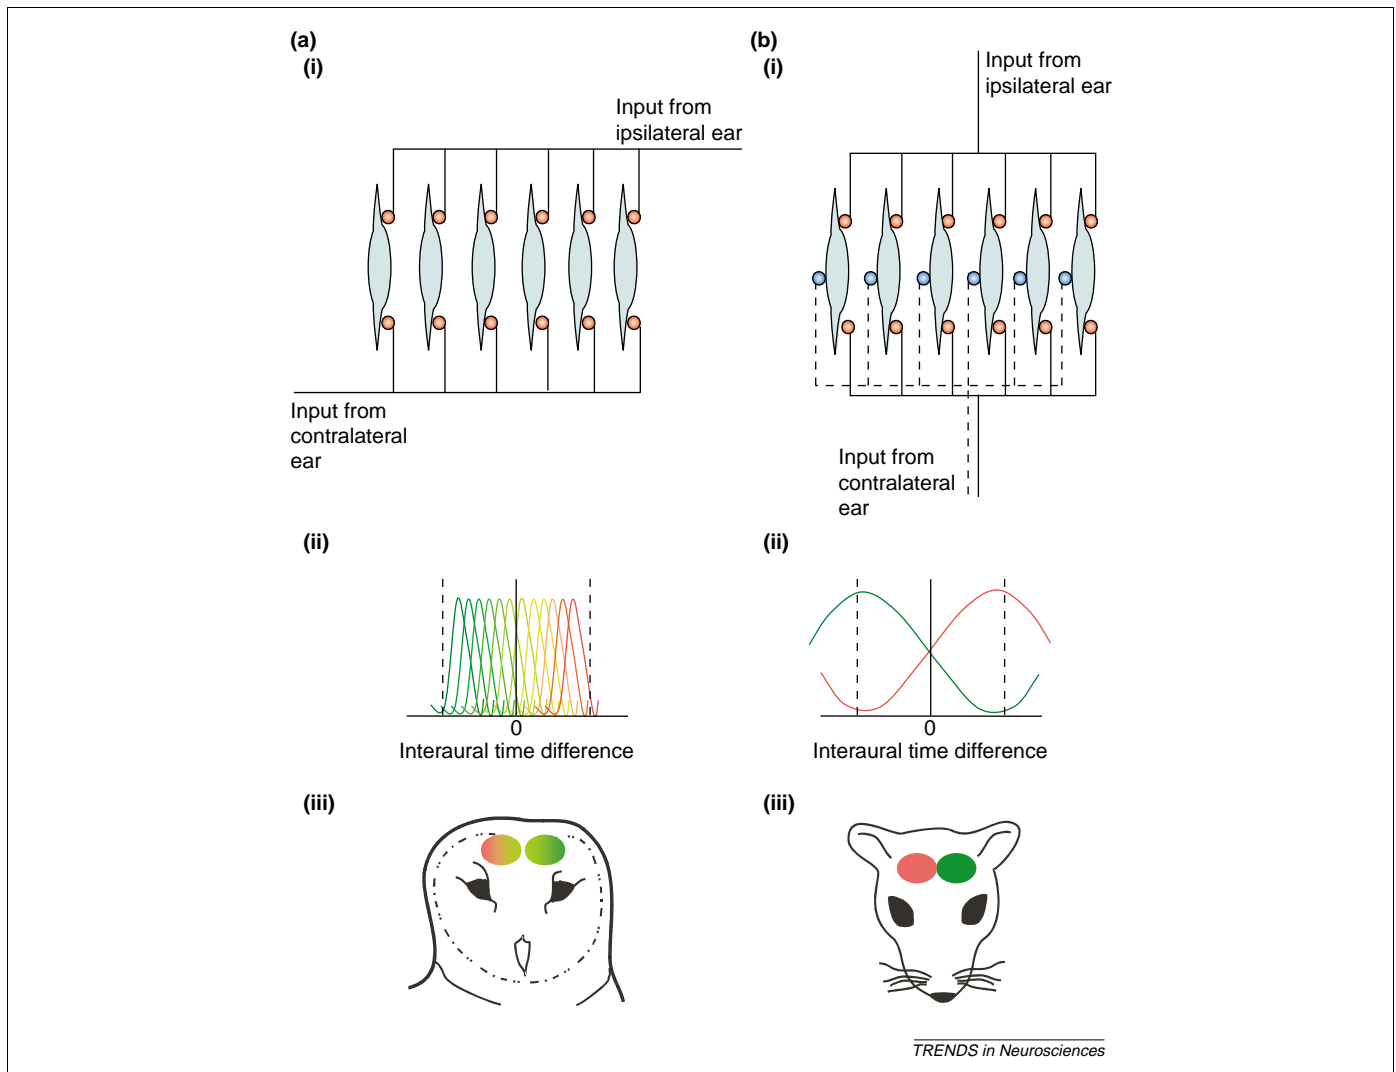 (a)
(i)
Input from
ipsilateral ear
Input from
contralateral
ear
(ii)
0
Interaural time difference
(iii)
(b)
(i)
Input from
ipsilateral ear
Input from
contralateral
ear
(ii)
0
Interaural time difference
(iii)
TRENDS in Neurosciences